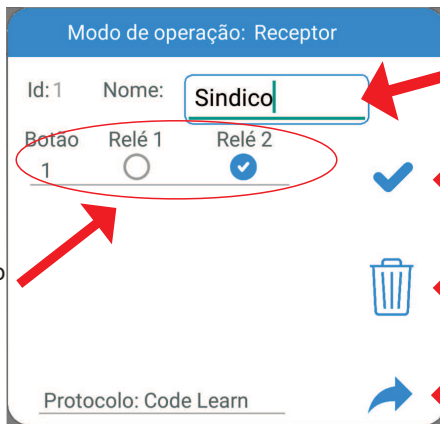 Modo de operação: Receptor
Id: 1 Nome: Sindico
Botão Relé 1 Relé 2
1
o
Protocolo: Code Learn